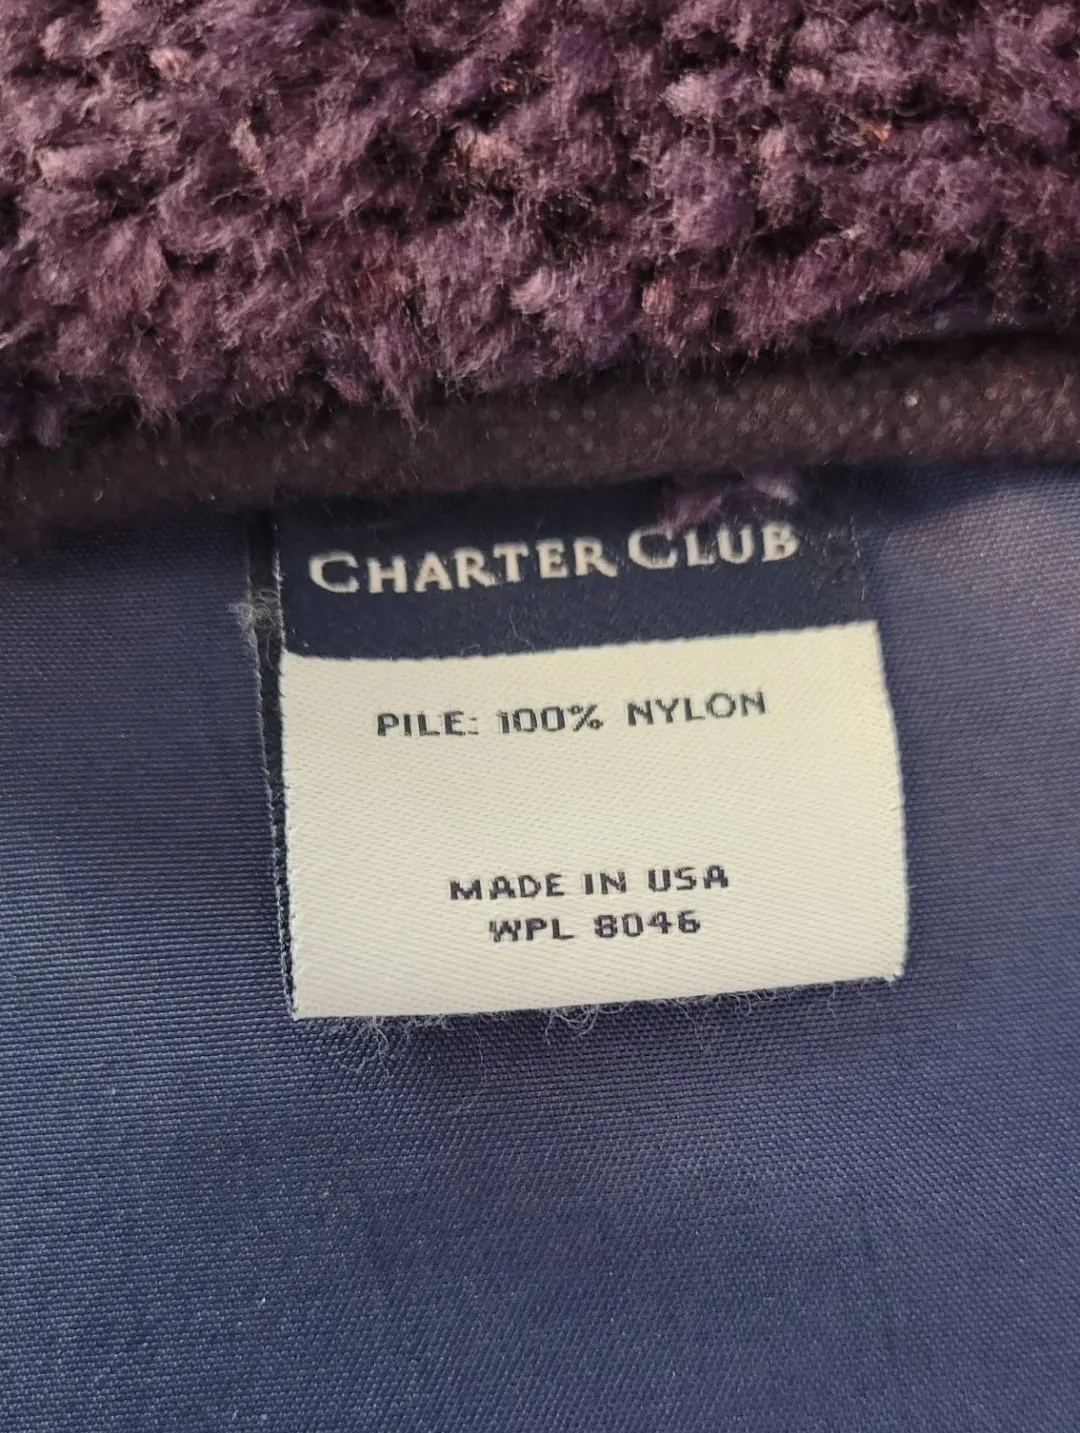 CHARTER CLUB
PILE: 100% NYLON
MADE IN USA
WPL 8046